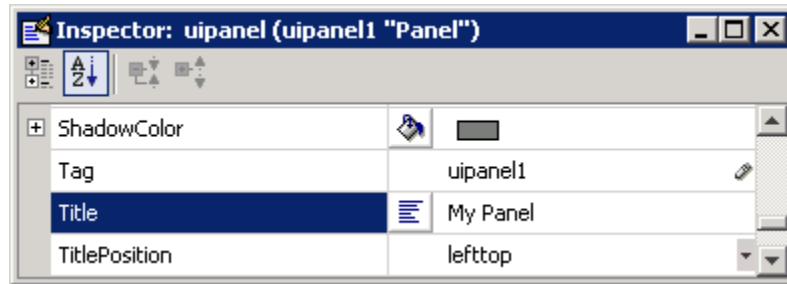 Inspector: uipanel (uipanel1 "Panel")
A
Z
ShadowColor
Tag uipanel1
Title My Panel
TitlePosition lefttop